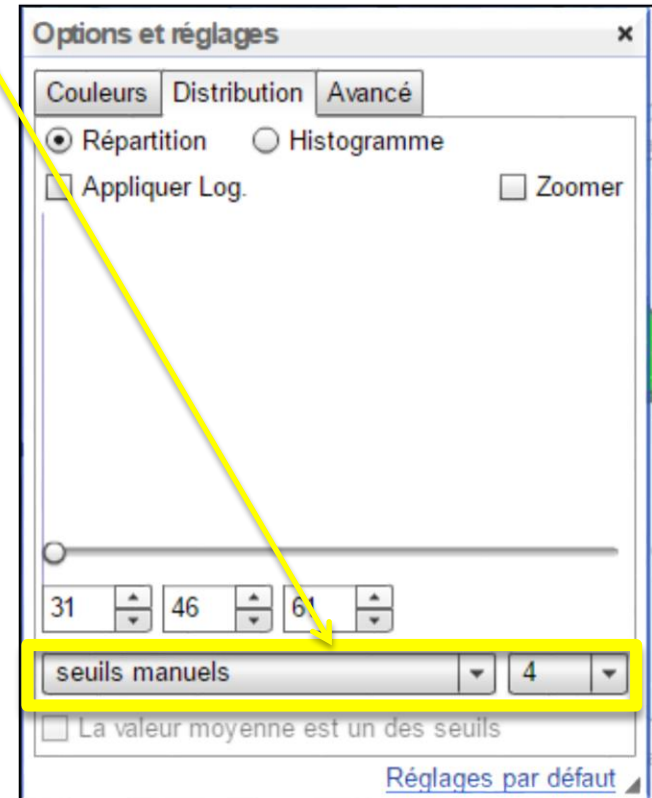 Options et réglages ×
Couleurs Distribution Avancé
Répartition Histogramme
Appliquer Log. Zoomer
31 46 61
seuils manuels 4
La valeur moyenne est un des seuils
Réglages par défaut